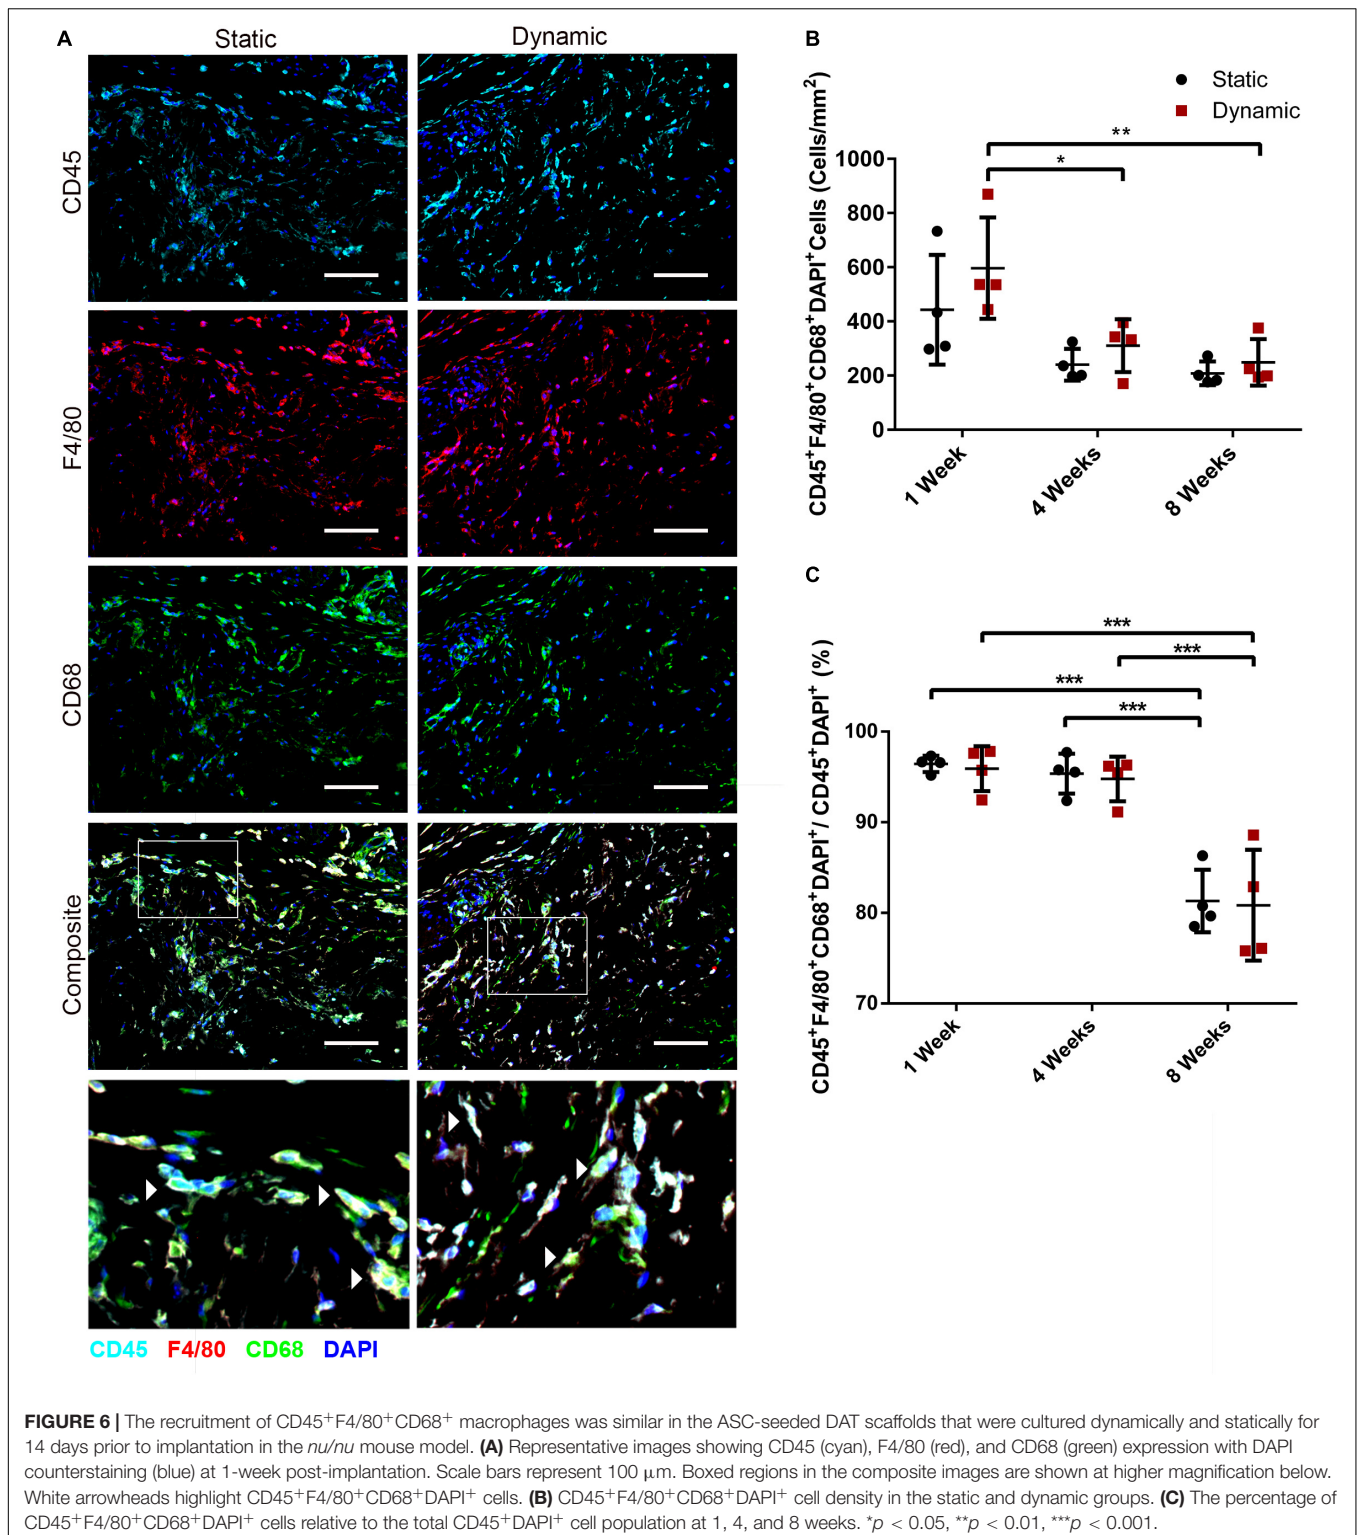 A
Static
Dynamic
CD45
F4/80
CD68
Composite
CD45 F4/80 CD68 DAPI
B
Static
Dynamic
CD45⁺F4/80⁺CD68⁺DAPI⁺Cells (Cells/mm²)
**
*
1000
800
600
400
200
0
1 Week
4 Weeks
8 Weeks
C
CD45⁺F4/80⁺CD68⁺DAPI⁺/ CD45⁺DAPI⁺ (%)
***
***
***
***
100
90
80
70
1 Week
4 Weeks
8 Weeks
FIGURE 6 | The recruitment of CD45⁺F4/80⁺CD68⁺ macrophages was similar in the ASC-seeded DAT scaffolds that were cultured dynamically and statically for
14 days prior to implantation in the nu/nu mouse model. (A) Representative images showing CD45 (cyan), F4/80 (red), and CD68 (green) expression with DAPI
counterstaining (blue) at 1-week post-implantation. Scale bars represent 100 μm. Boxed regions in the composite images are shown at higher magnification below.
White arrowheads highlight CD45⁺F4/80⁺CD68⁺DAPI⁺ cells. (B) CD45⁺F4/80⁺CD68⁺DAPI⁺ cell density in the static and dynamic groups. (C) The percentage of
CD45⁺F4/80⁺CD68⁺DAPI⁺ cells relative to the total CD45⁺DAPI⁺ cell population at 1, 4, and 8 weeks. *p < 0.05, **p < 0.01, ***p < 0.001.